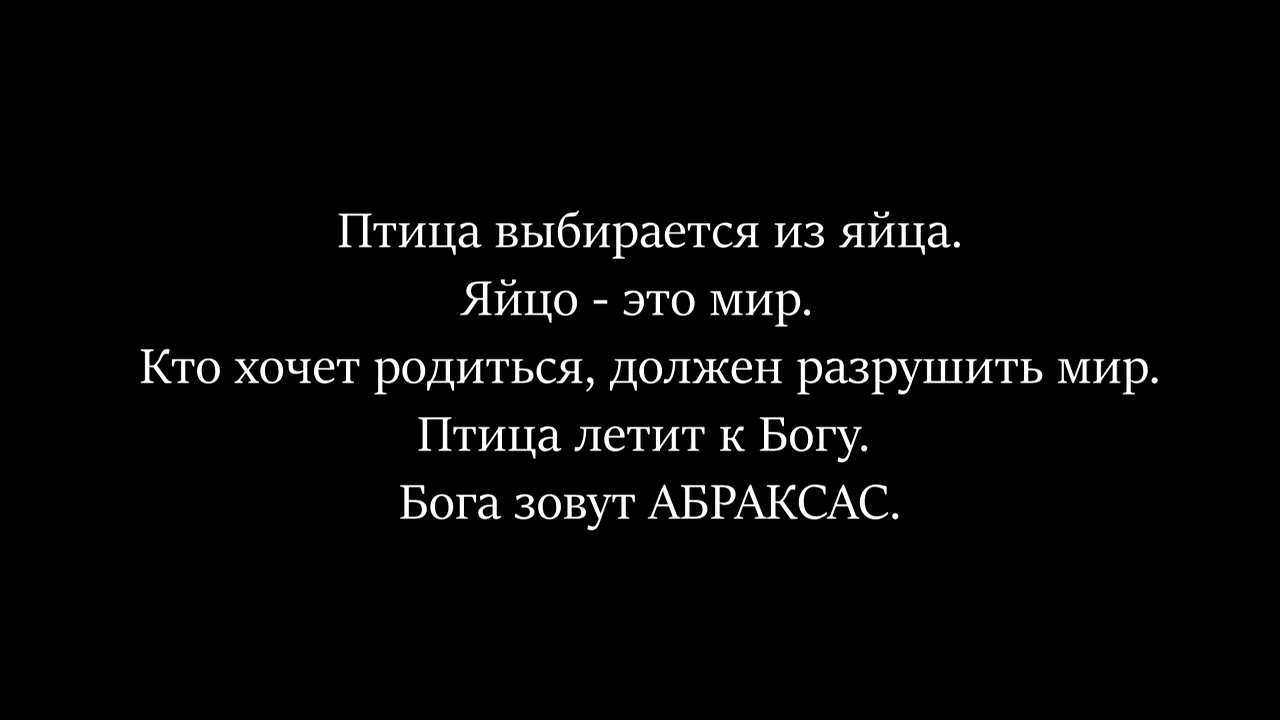 Птица выбирается из яйца.
Яйцо - это мир.
Кто хочет родиться, должен разрушить мир.
Птица летит к Богу.
Бога зовут АБРАКСАС.